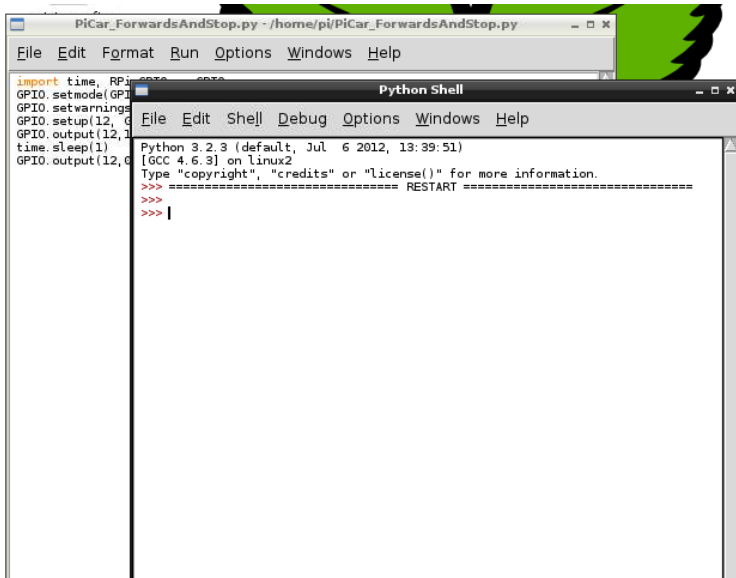 PiCar_ForwardsAndStop.py - /home/pi/PiCar_ForwardsAndStop.py
File Edit Format Run Options Windows Help
import time,
GPIO.setmode(GPI
GPIO.setwarnings
GPIO.setup(12,
GPIO.output(12,1
time.sleep(1)
GPIO.output(12,0
Python Shell
File Edit Shell Debug Options Windows Help
Python 3.2.3 (default, Jul 6 2012, 13:39:51)
[GCC 4.6.3] on linux2
Type "copyright", "credits" or "license()" for more information.
>>> ================================ RESTART ================================
>>>
>>>